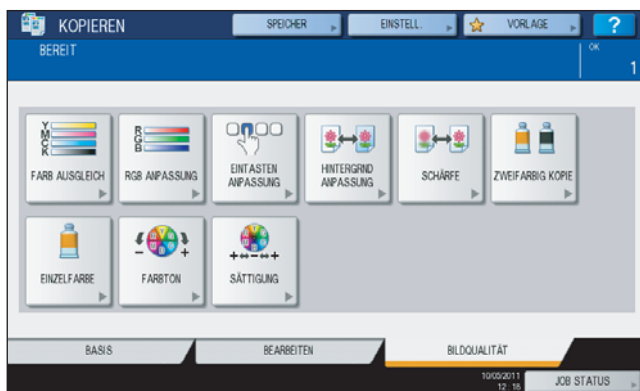 KOPIEREN SPEICHER EINSTELL. VORLAGE ?
BEREIT OK
1
Y
M
C
K
R
G
B
FARB AUSGLEICH
RGB ANPASSUNG
EINTASTEN
ANPASSUNG
HINTERGRND
ANPASSUNG
SCHÄRFE
ZWEIFARBIG KOPIE
EINZELFARBE
FARBTON
SÄTTIGUNG
BASIS BEARBEITEN BILDQUALITÄT
10/05/2011
12:18
JOB STATUS